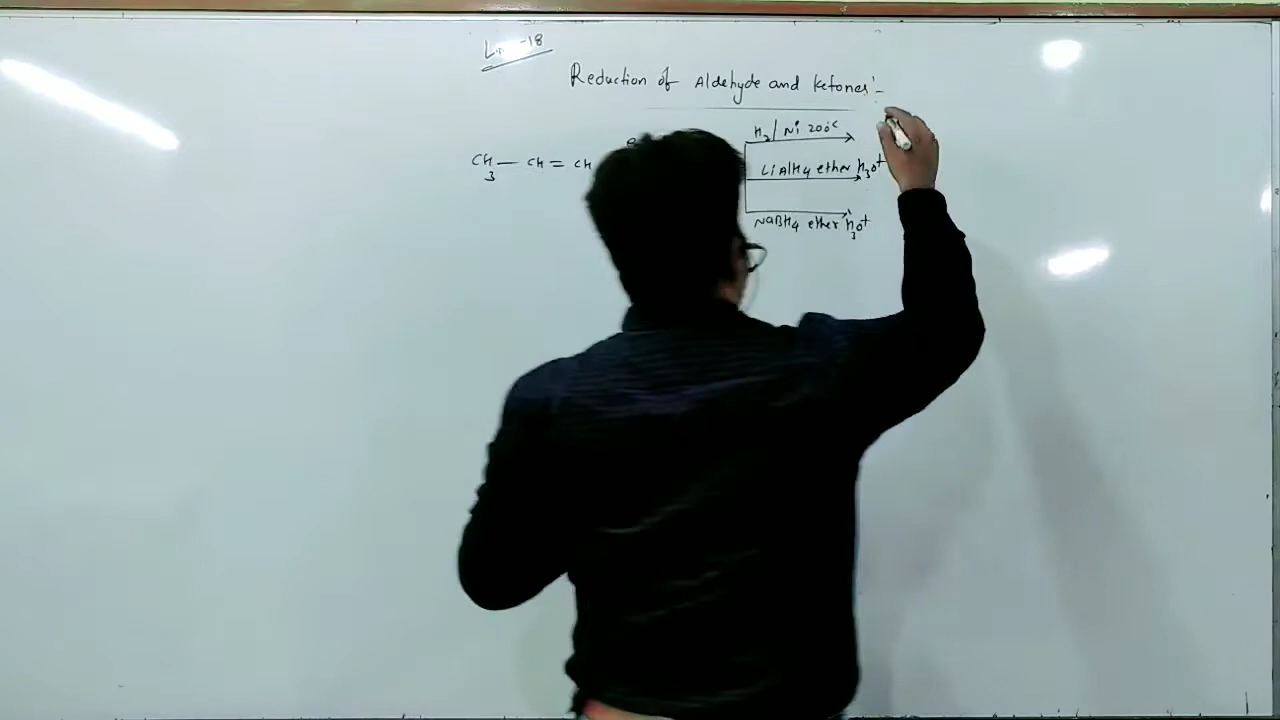 -18
Reduction of Aldehyde and Ketones:-
H2/Ni 200°C
CH3-CH=CH
LiAlH4 ether H3O+
NaBH4 ether H3O+